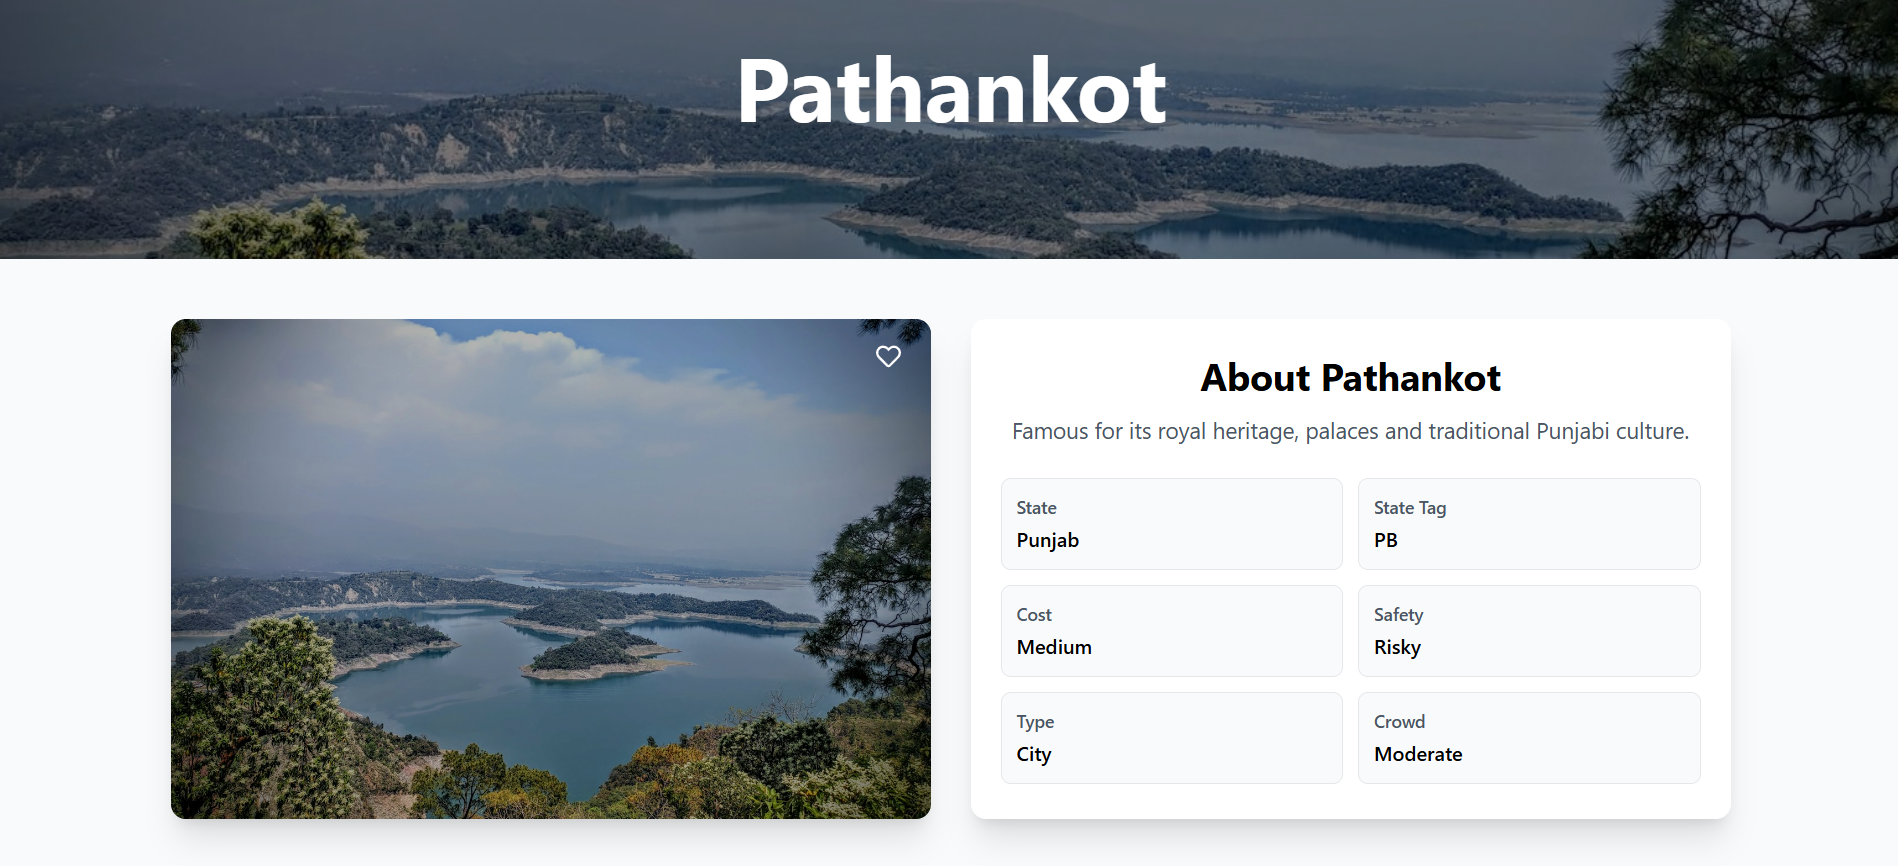 Pathankot
About Pathankot
Famous for its royal heritage, palaces and traditional Punjabi culture.
State
Punjab
State Tag
PB
Cost
Medium
Safety
Risky
Type
City
Crowd
Moderate